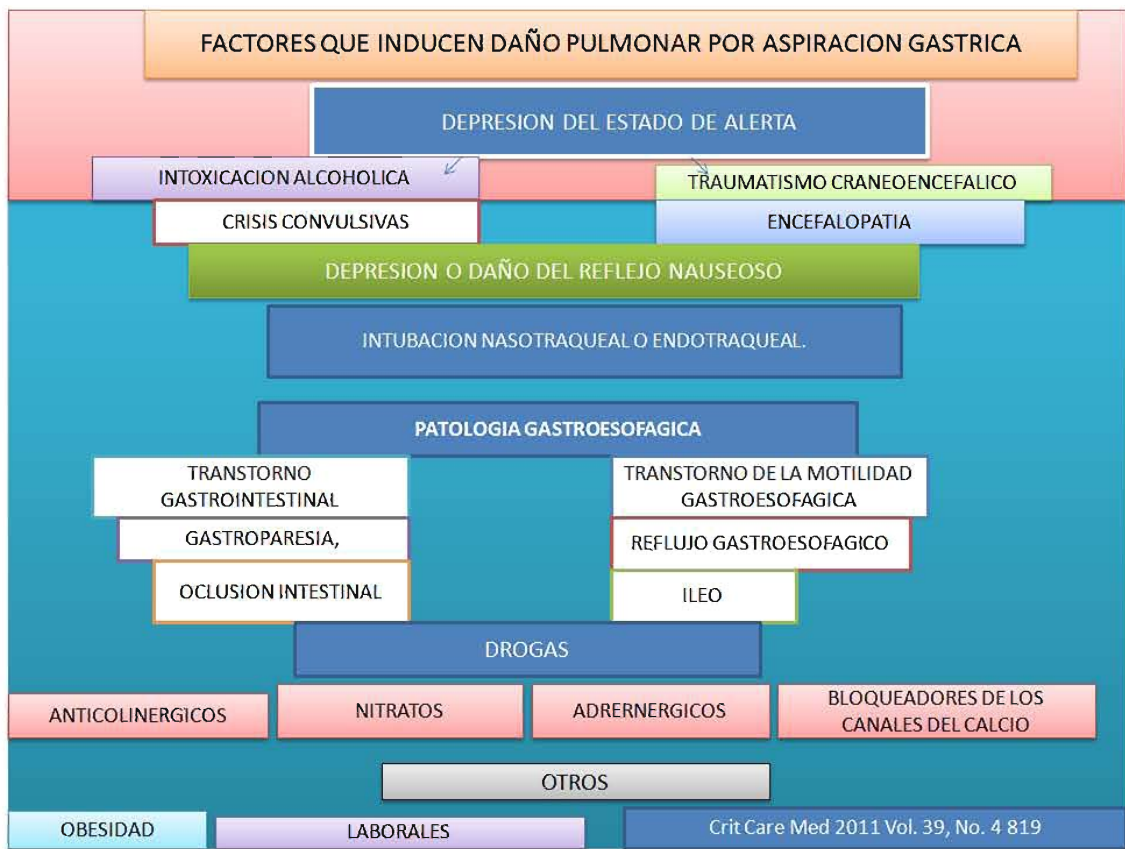 FACTORES QUE INDUCEN DAÑO PULMONAR POR ASPIRACION GASTRICA
DEPRESION DEL ESTADO DE ALERTA
INTOXICACION ALCOHOLICA
TRAUMATISMO CRANEOENCEFALICO
CRISIS CONVULSIVAS
ENCEFALOPATIA
DEPRESION O DAÑO DEL REFLEJO NAUSEOSO
INTUBACION NASOTRAQUEAL O ENDOTRAQUEAL.
PATOLOGIA GASTROESOFAGICA
TRANSTORNO
GASTROINTESTINAL
TRANSTORNO DE LA MOTILIDAD
GASTROESOFAGICA
GASTROPARESIA,
REFLUJO GASTROESOFAGICO
OCLUSION INTESTINAL
ILEO
DROGAS
ANTICOLINERGICOS
NITRATOS
ADRERNERGICOS
BLOQUEADORES DE LOS
CANALES DEL CALCIO
OTROS
OBESIDAD
LABORALES
Crit Care Med 2011 Vol. 39, No. 4 819